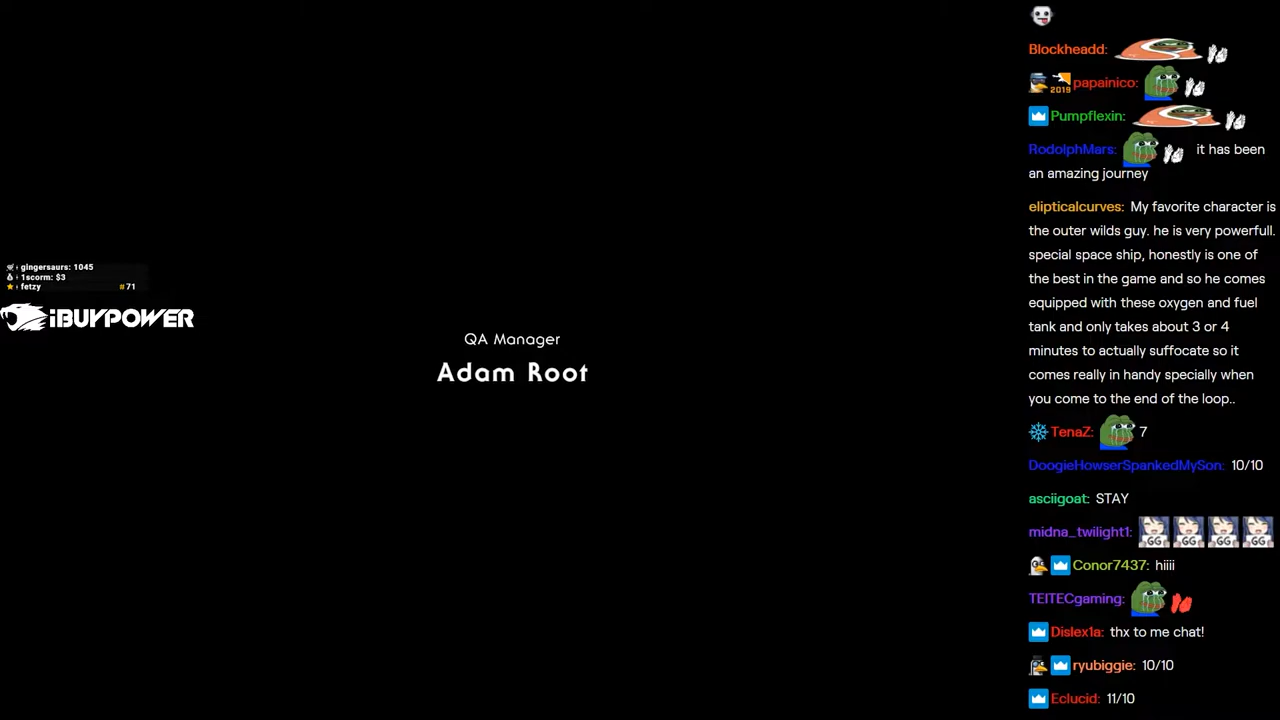 gingersaurs: 1045
1scorm: $3
fetzy #71
iBUYPOWER
QA Manager
Adam Root
Blockheadd:
2019 papainico:
Pumpflexin:
RodolphMars: it has been
an amazing journey
elipticalcurves: My favorite character is
the outer wilds guy. he is very powerfull.
special space ship, honestly is one of
the best in the game and so he comes
equipped with these oxygen and fuel
tank and only takes about 3 or 4
minutes to actually suffocate so it
comes really in handy specially when
you come to the end of the loop..
TenaZ: 7
DoogieHowserSpankedMySon: 10/10
asciigoat: STAY
midna_twilight1: GG GG GG GG
Conor7437: hiiii
TEITECgaming:
Dislex1a: thx to me chat!
ryubiggie: 10/10
Eclucid: 11/10